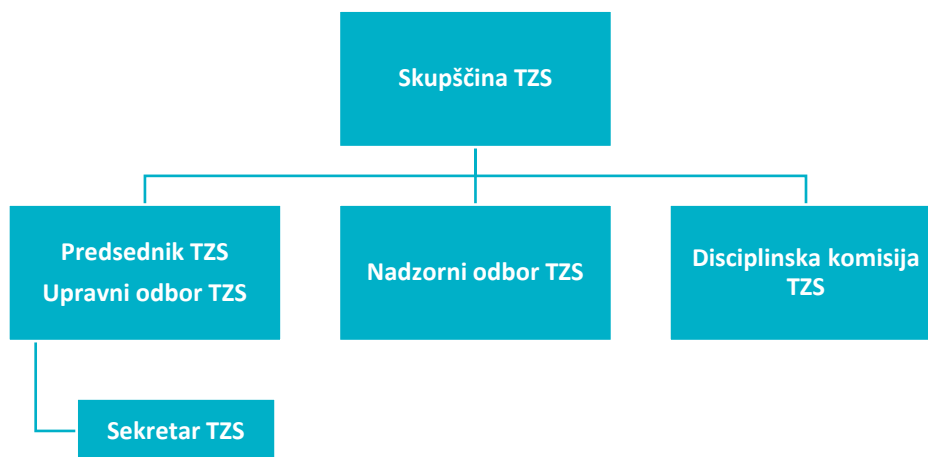 Skupščina TZS
Predsednik TZS
Upravni odbor TZS
Nadzorni odbor TZS
Disciplinska komisija
TZS
Sekretar TZS